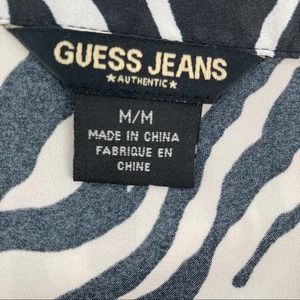 GUESS JEANS
★AUTHENTIC★
M/M
MADE IN CHINA
FABRIQUE EN
CHINE